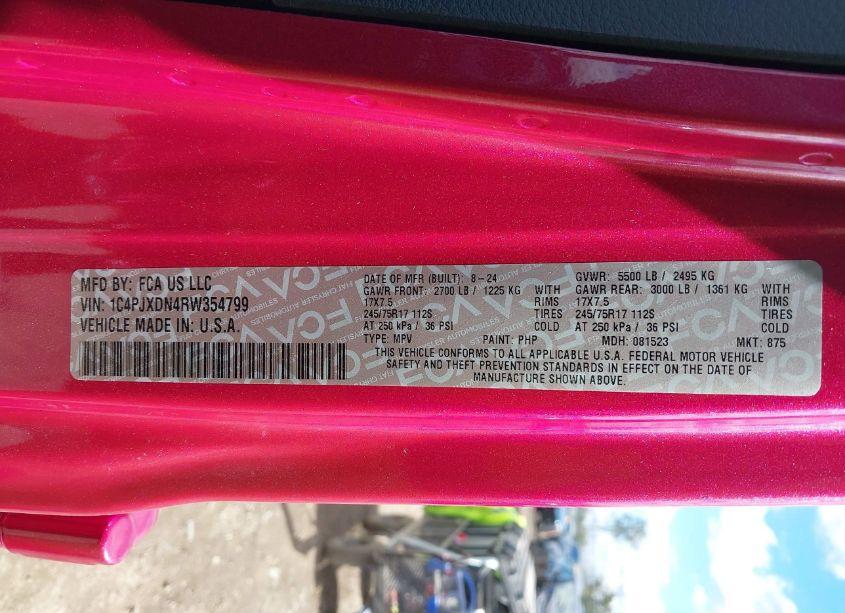 MFD BY: FCA US LLC
VIN: 1C4PJXDN4RW354799
VEHICLE MADE IN: U.S.A.
DATE OF MFR (BUILT): 8-24 GVWR: 5500 LB / 2495 KG
GAWR FRONT: 2700 LB / 1225 KG WITH GAWR REAR: 3000 LB / 1361 KG WITH
17X7.5 RIMS 17X7.5 RIMS
245/75R17 112S TIRES 245/75R17 112S TIRES
AT 250 kPa / 36 PSI COLD AT 250 kPa / 36 PSI COLD
TYPE: MPV PAINT: PHP MDH: 081523 MKT: 875
THIS VEHICLE CONFORMS TO ALL APPLICABLE U.S.A. FEDERAL MOTOR VEHICLE
SAFETY AND THEFT PREVENTION STANDARDS IN EFFECT ON THE DATE OF
MANUFACTURE SHOWN ABOVE.